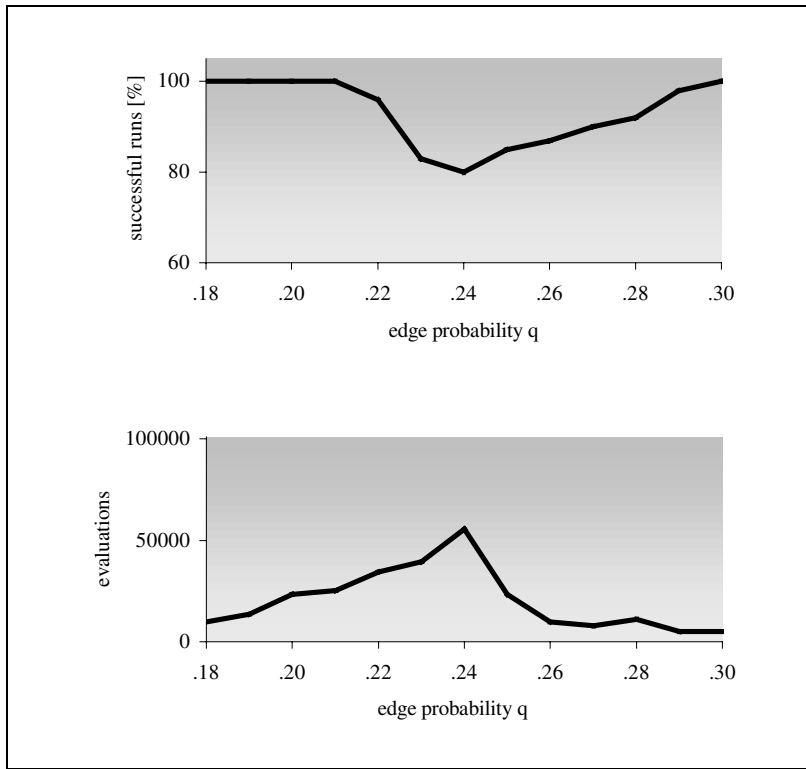 successful runs [%]
100
80
60
.18 .20 .22 .24 .26 .28 .30
edge probability q
evaluations
100000
50000
0
.18 .20 .22 .24 .26 .28 .30
edge probability q